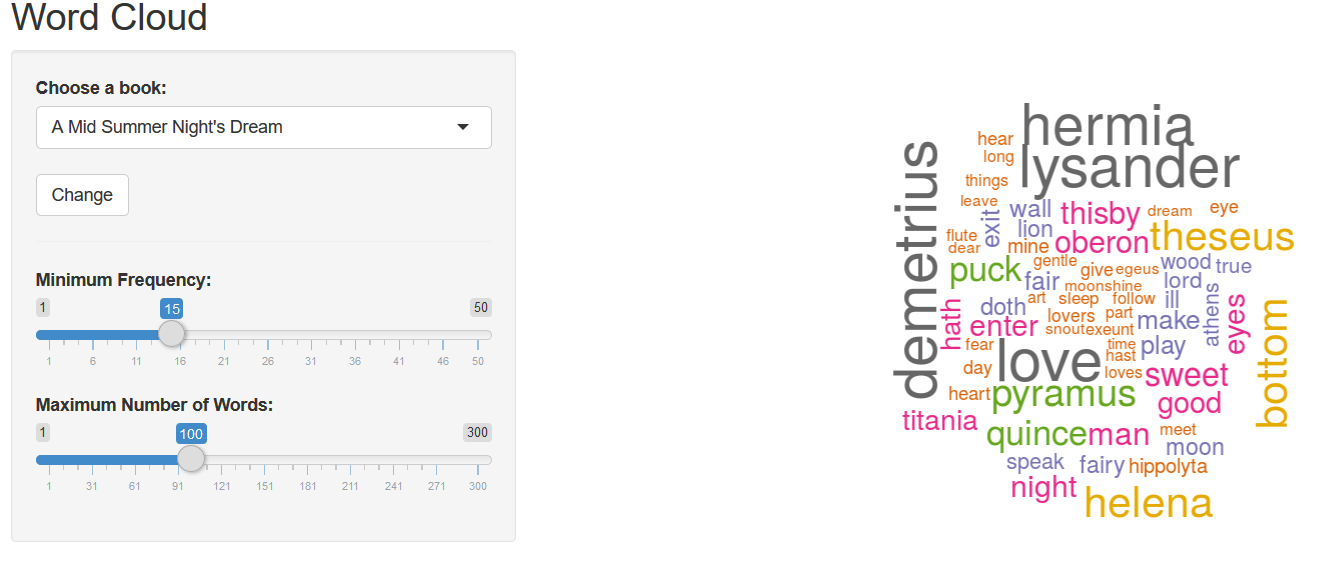 Word Cloud
Choose a book:
A Mid Summer Night's Dream
Change
Minimum Frequency:
1 15 50
1 6 11 16 21 26 31 36 41 46 50
Maximum Number of Words:
1 100 300
1 31 61 91 121 151 181 211 241 271 300
hermia
hear
long
lysander
demetrius
things
leave
wall
thisby
dream
eye
exit
lion
flute
dear
mine
oberon
theseus
puck
gentle
give
egeus
wood
true
fair
moonshine
lord
doth
art
sleep
follow
ill
athens
hath
enter
lovers
part
make
eyes
snout
exeunt
bottom
fear
love
time
hast
play
day
loves
sweet
heart
pyramus
good
titania
quince
man
meet
moon
speak
fairy
hippolyta
night
helena